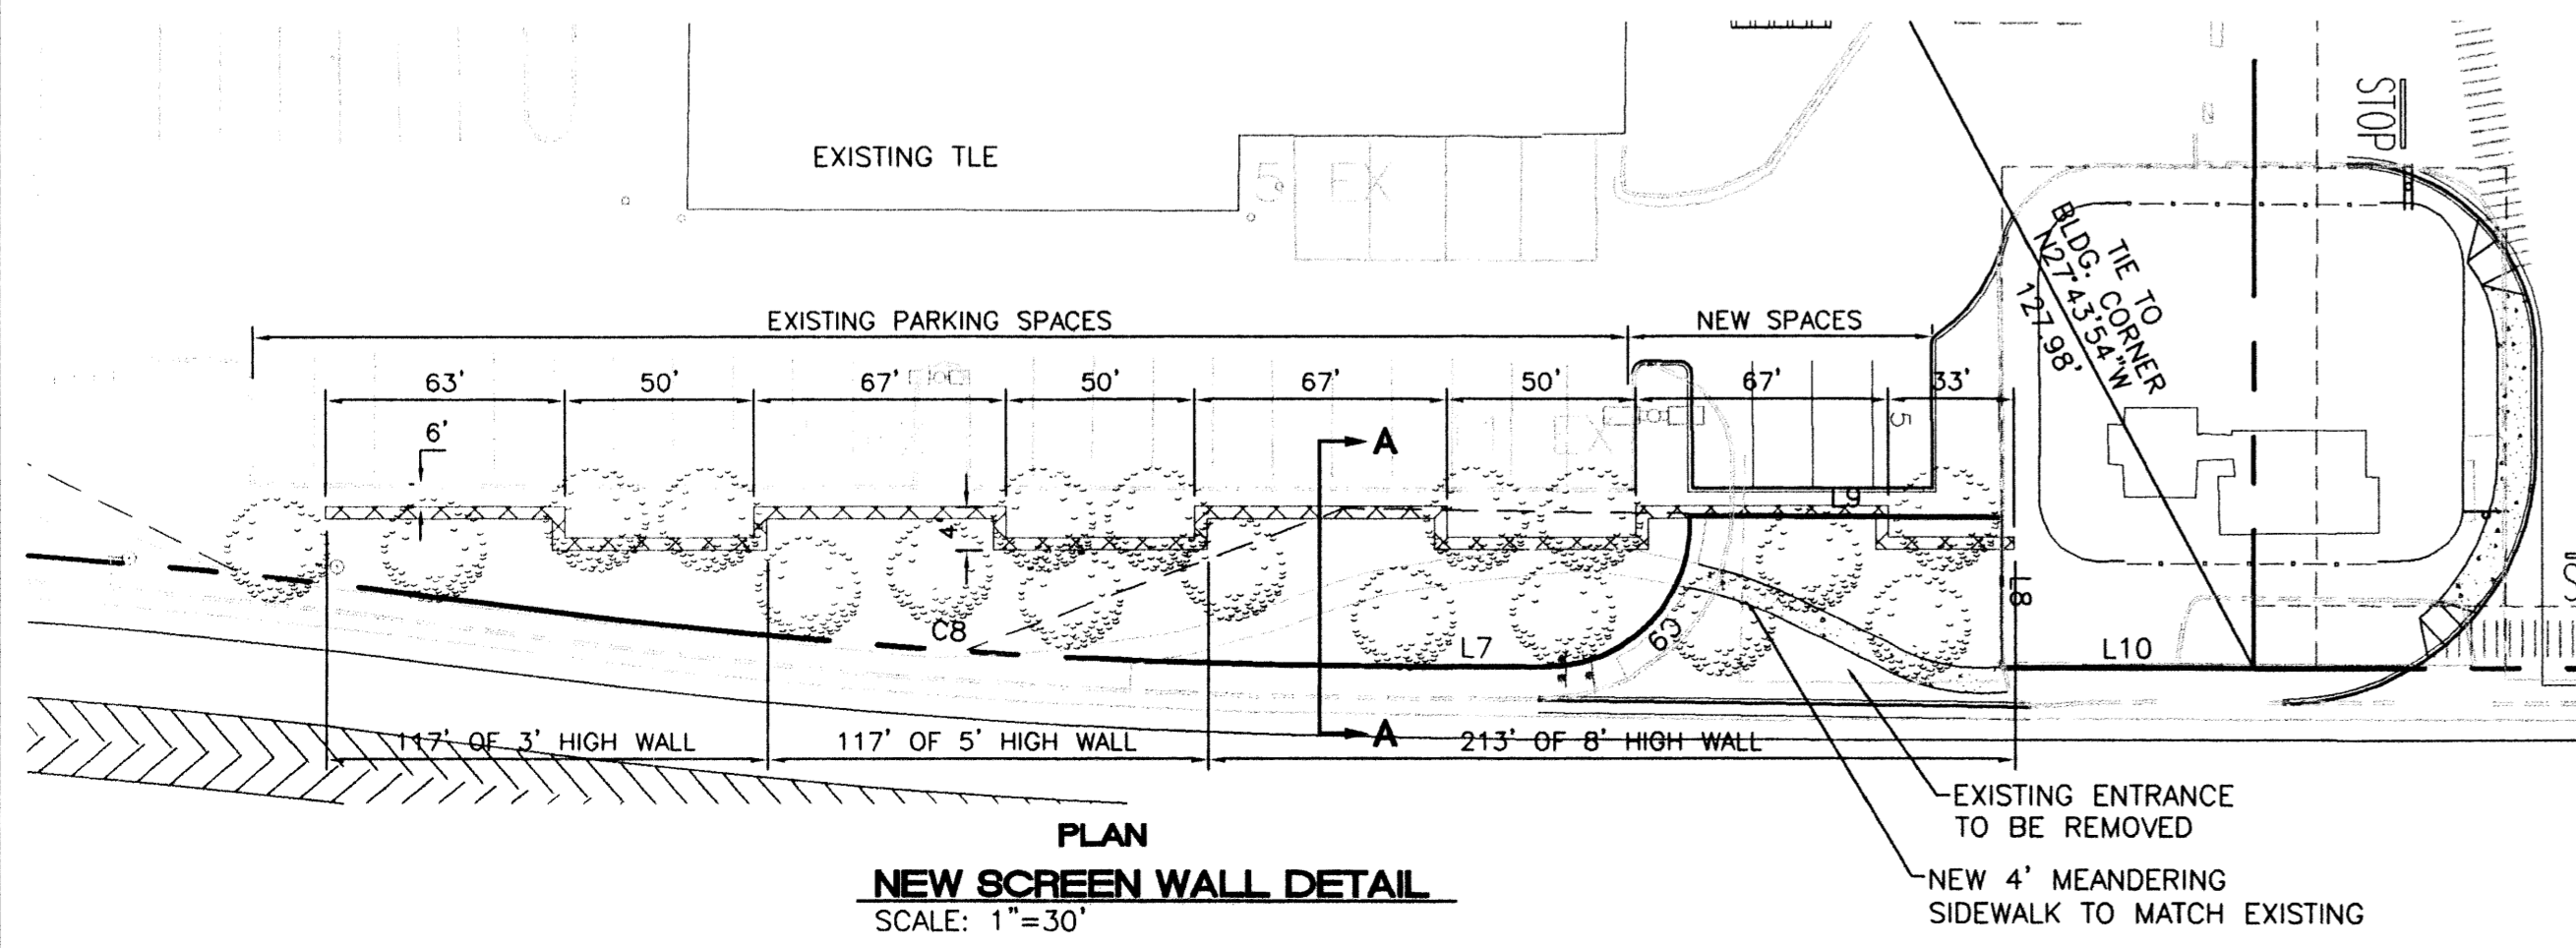 STOP
EXISTING TLE
5 EX
TIE TO
BLDG. CORNER
N27°43'54"W
127.98'
EXISTING PARKING SPACES
NEW SPACES
63'
50'
67'
50'
67'
50'
67'
33'
6'
5
A
EX
L9
4'
L8
C8
L7
L10
117' OF 3' HIGH WALL
117' OF 5' HIGH WALL
A
213' OF 8' HIGH WALL
EXISTING ENTRANCE
TO BE REMOVED
PLAN
NEW SCREEN WALL DETAIL
SCALE: 1"=30'
NEW 4' MEANDERING
SIDEWALK TO MATCH EXISTING